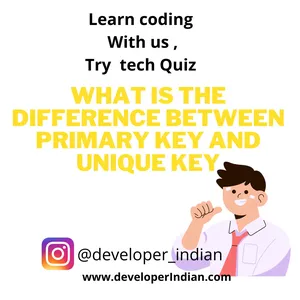 Learn coding
With us ,
Try tech Quiz
WHAT IS THE
DIFFERENCE BETWEEN
PRIMARY KEY AND
UNIQUE KEY
@developer_indian
www.developerIndian.com